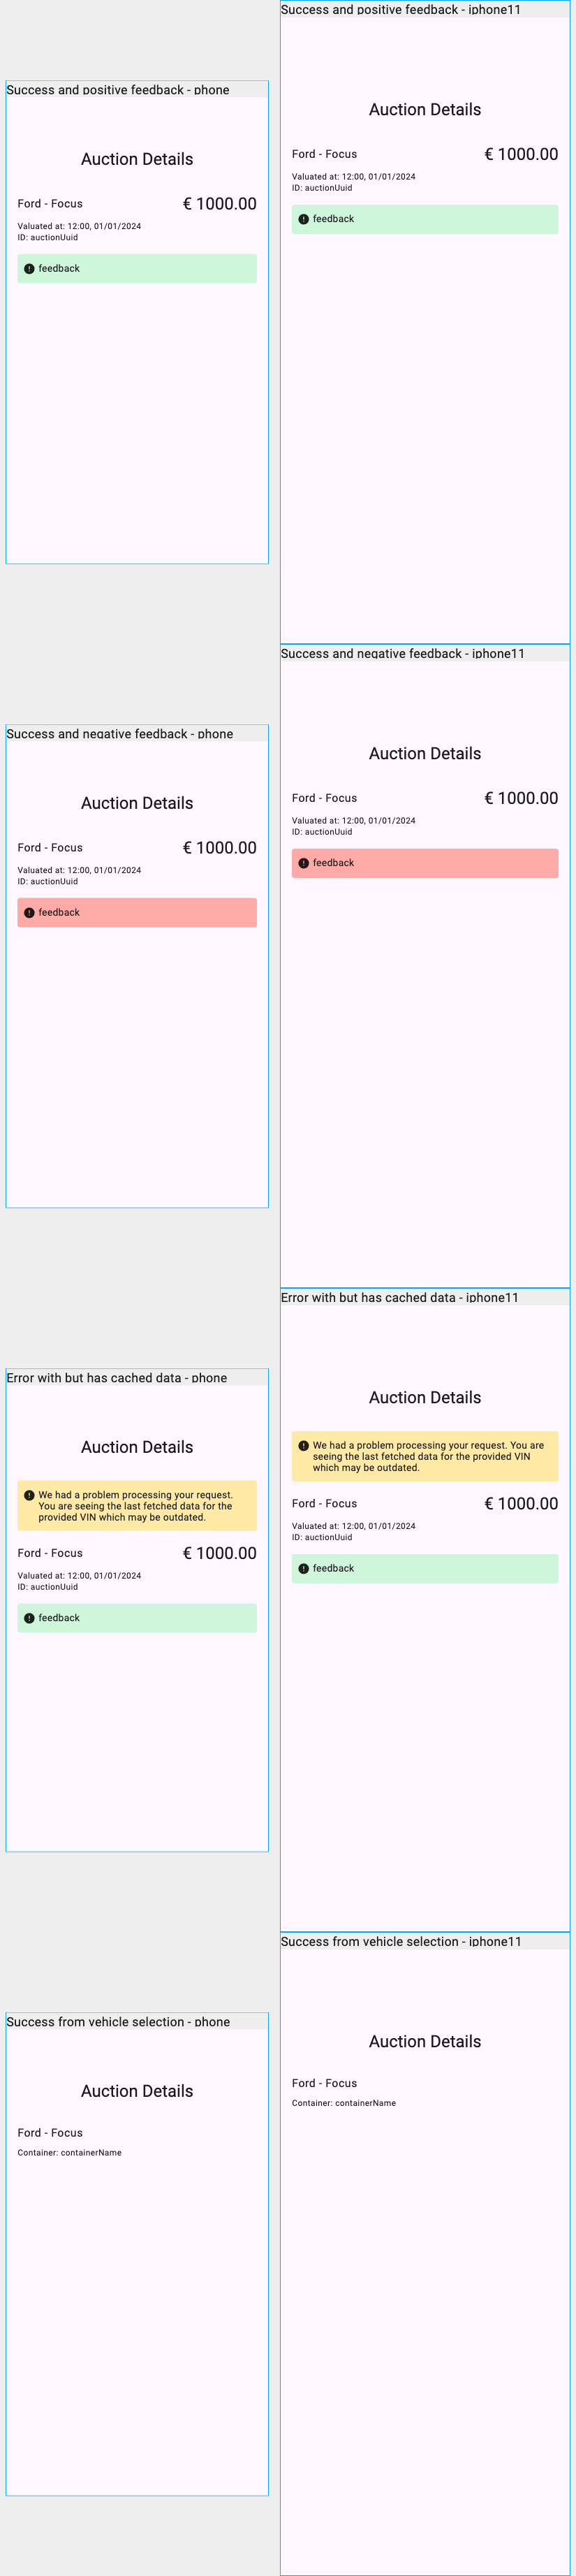 Success and positive feedback - phone
Auction Details
Ford - Focus
€ 1000.00
Valuated at: 12:00, 01/01/2024
ID: auctionUuid
feedback
Success and positive feedback - iphone11
Auction Details
Ford - Focus
€ 1000.00
Valuated at: 12:00, 01/01/2024
ID: auctionUuid
feedback
Success and negative feedback - phone
Auction Details
Ford - Focus
€ 1000.00
Valuated at: 12:00, 01/01/2024
ID: auctionUuid
feedback
Success and negative feedback - iphone11
Auction Details
Ford - Focus
€ 1000.00
Valuated at: 12:00, 01/01/2024
ID: auctionUuid
feedback
Error with but has cached data - phone
Auction Details
We had a problem processing your request.
You are seeing the last fetched data for the
provided VIN which may be outdated.
Ford - Focus
€ 1000.00
Valuated at: 12:00, 01/01/2024
ID: auctionUuid
feedback
Error with but has cached data - iphone11
Auction Details
We had a problem processing your request. You are
seeing the last fetched data for the provided VIN
which may be outdated.
Ford - Focus
€ 1000.00
Valuated at: 12:00, 01/01/2024
ID: auctionUuid
feedback
Success from vehicle selection - phone
Auction Details
Ford - Focus
Container: containerName
Success from vehicle selection - iphone11
Auction Details
Ford - Focus
Container: containerName